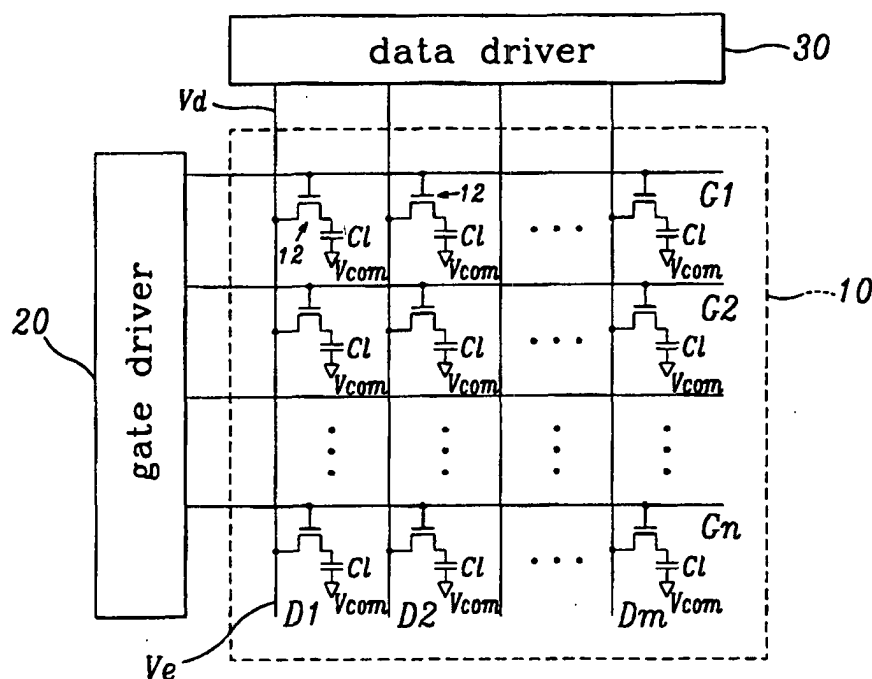 data driver
30
Vd
G1
12
12
Cl
Cl
Cl
Vcom
Vcom
Vcom
10
20
gate driver
G2
Cl
Cl
Cl
Vcom
Vcom
Vcom
Gn
Cl
Cl
Cl
Vcom
Vcom
Vcom
D1
D2
Dm
Ve